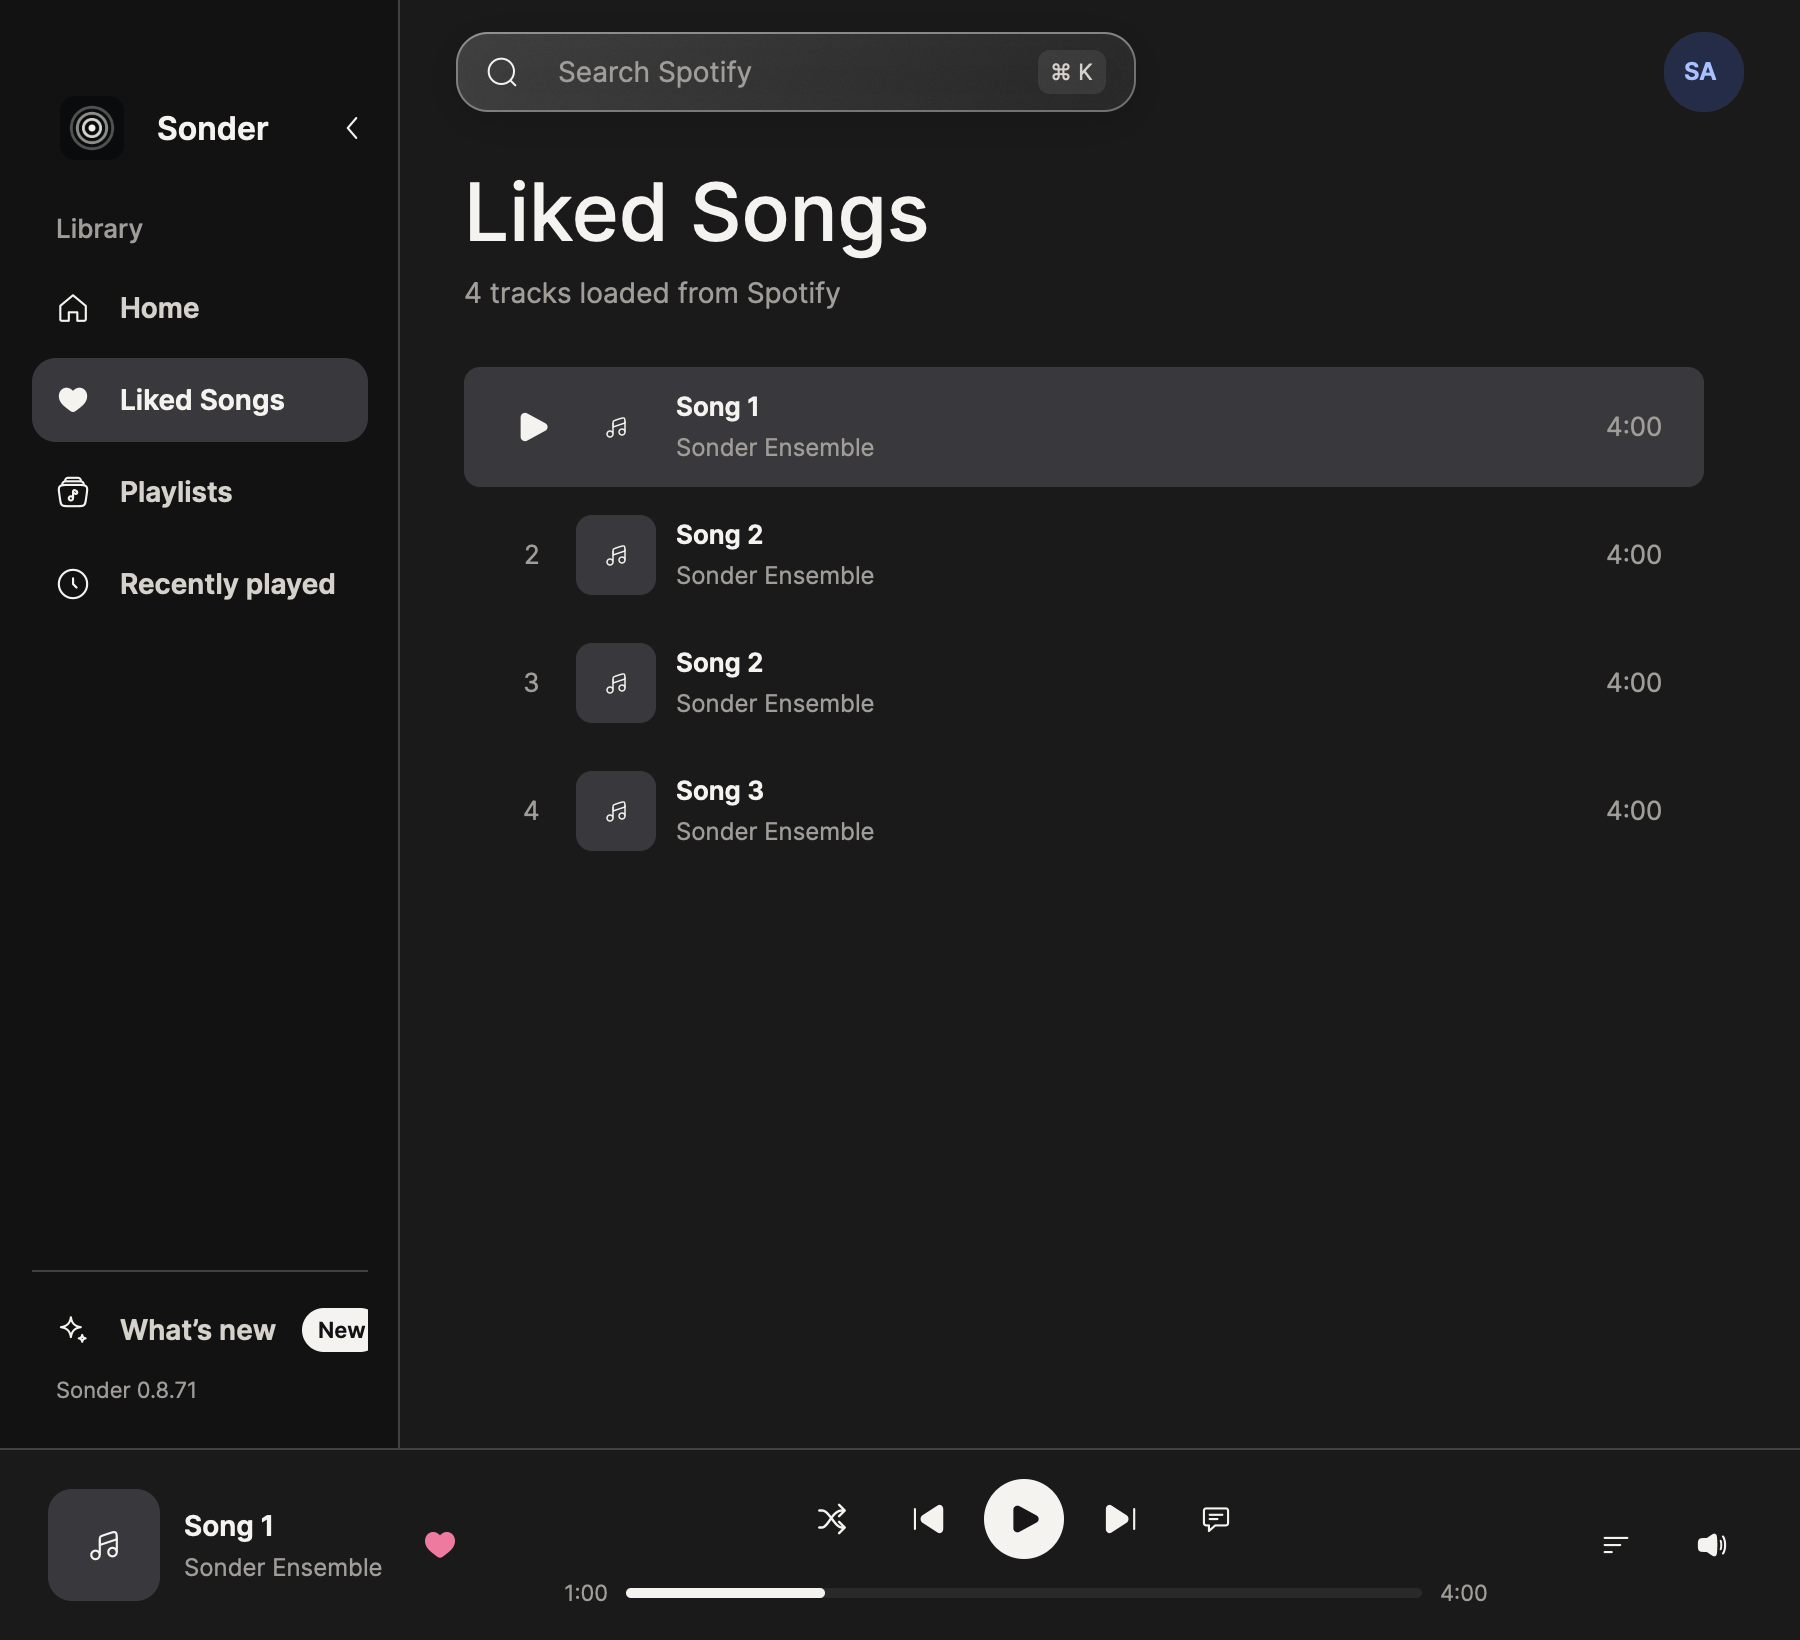 Search Spotify
⌘ K
SA
Sonder
Library
Home
Liked Songs
Playlists
Recently played
Liked Songs
4 tracks loaded from Spotify
Song 1
Sonder Ensemble
4:00
2
Song 2
Sonder Ensemble
4:00
3
Song 2
Sonder Ensemble
4:00
4
Song 3
Sonder Ensemble
4:00
What’s new
New
Sonder 0.8.71
Song 1
Sonder Ensemble
1:00
4:00